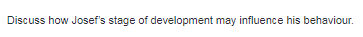 Discuss how Josef's stage of development may influence his behaviour.